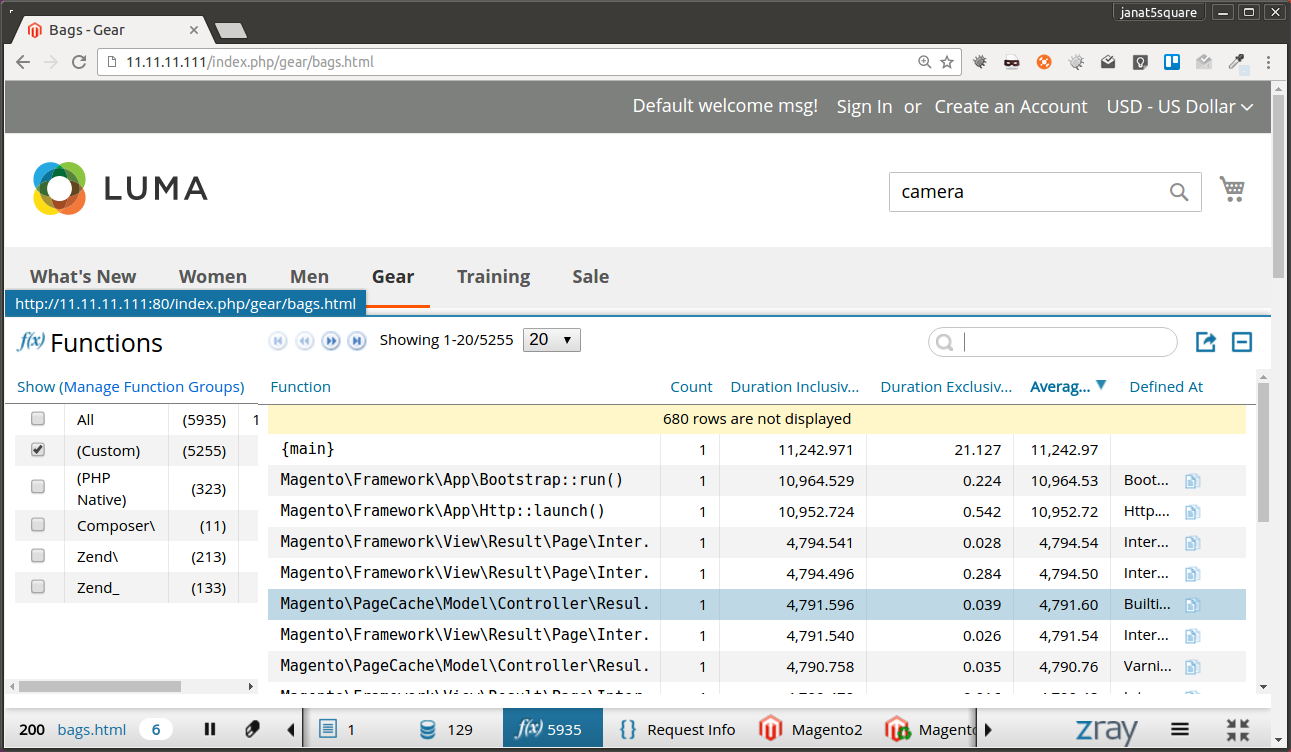 janat5square
Bags - Gear
11.11.11.111/index.php/gear/bags.html
Default welcome msg! Sign In or Create an Account USD - US Dollar
LUMA
camera
What's New Women Men Gear Training Sale
http://11.11.11.111:80/index.php/gear/bags.html
f(x) Functions Showing 1-20/5255 20
Show (Manage Function Groups) Function Count Duration Inclusiv... Duration Exclusiv... Averag... Defined At
All (5935) 1
680 rows are not displayed
(Custom) (5255)
{main} 1 11,242.971 21.127 11,242.97
(PHP
Native) (323)
Magento\Framework\App\Bootstrap::run() 1 10,964.529 0.224 10,964.53 Boot...
Composer\ (11)
Magento\Framework\App\Http::launch() 1 10,952.724 0.542 10,952.72 Http....
Zend\ (213)
Magento\Framework\View\Result\Page\Inter. 1 4,794.541 0.028 4,794.54 Inter...
Zend_ (133)
Magento\Framework\View\Result\Page\Inter. 1 4,794.496 0.284 4,794.50 Inter...
Magento\PageCache\Model\Controller\Resul. 1 4,791.596 0.039 4,791.60 Builti...
Magento\Framework\View\Result\Page\Inter. 1 4,791.540 0.026 4,791.54 Inter...
Magento\PageCache\Model\Controller\Resul. 1 4,790.758 0.035 4,790.76 Varni...
200 bags.html 6 1 129 f(x) 5935 {} Request Info Magento2 Magento zray